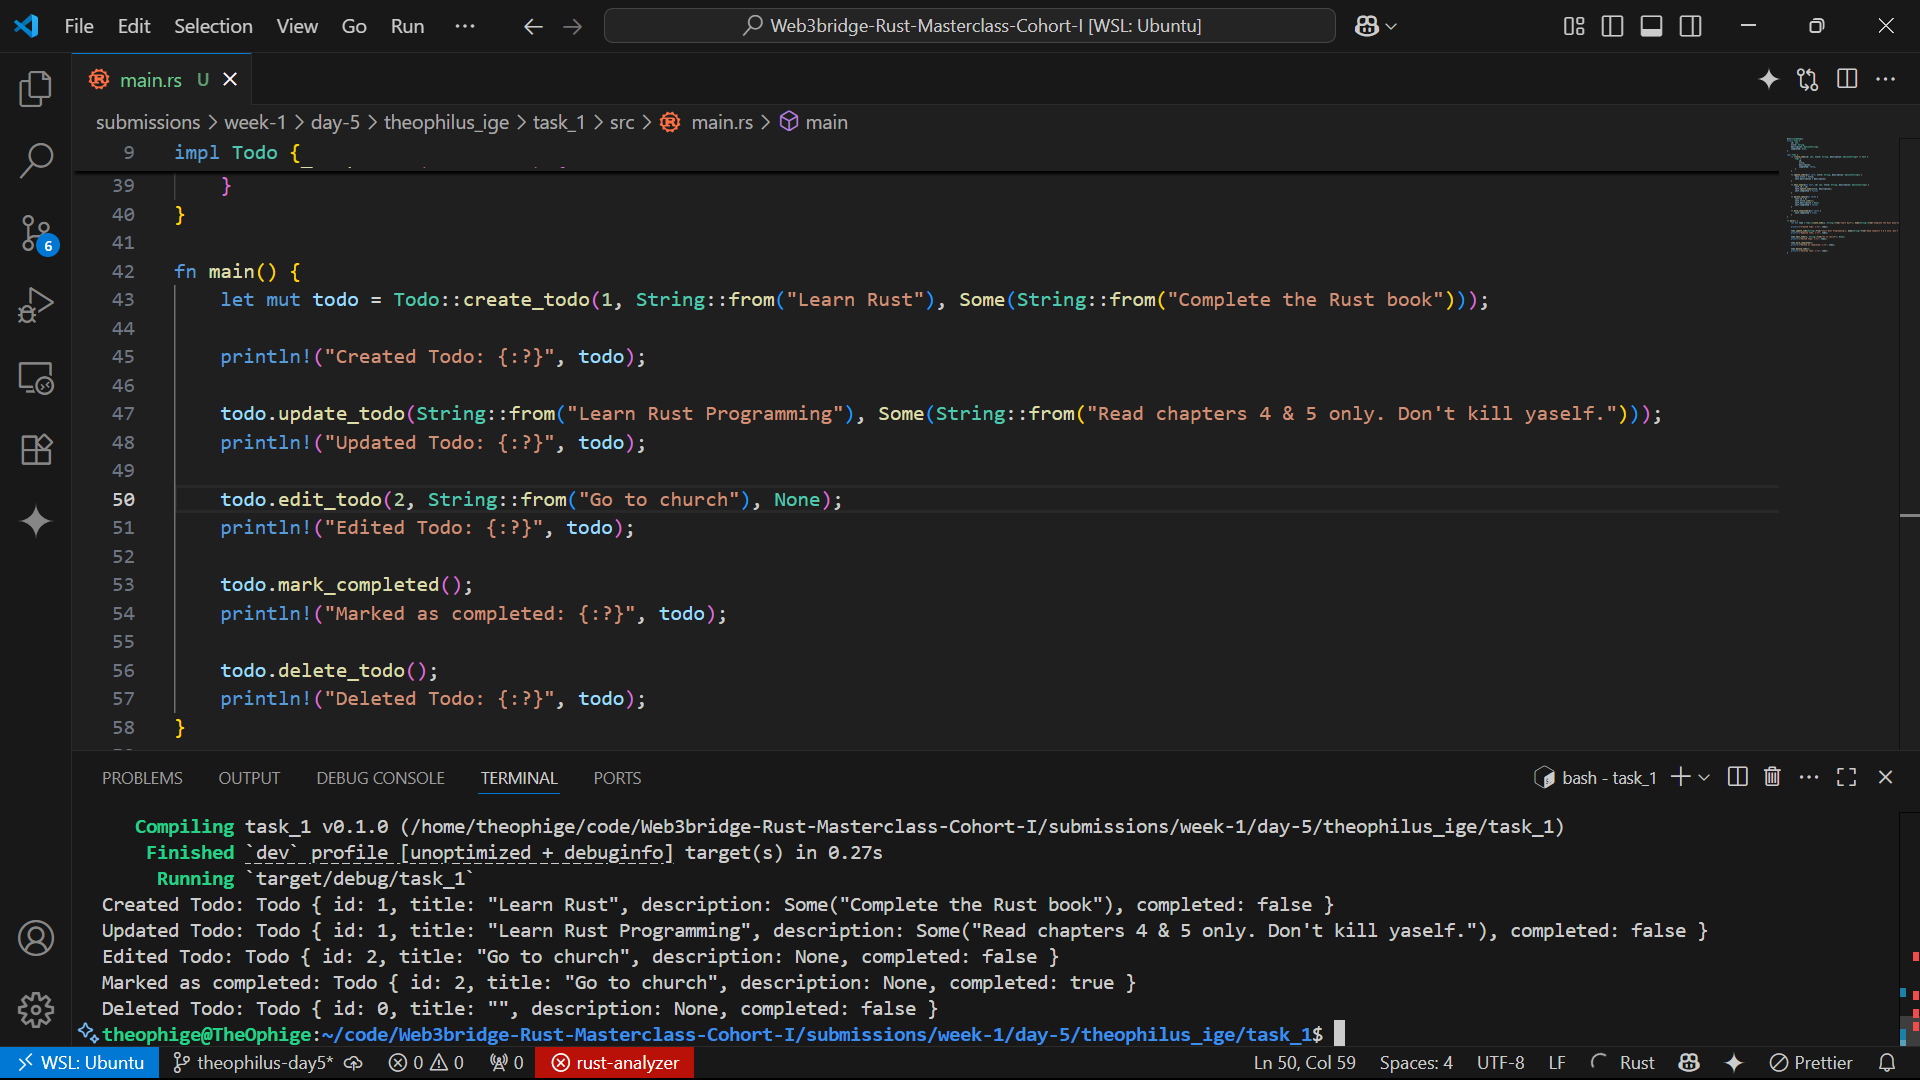 File Edit Selection View Go Run ···
Web3bridge-Rust-Masterclass-Cohort-I [WSL: Ubuntu]
main.rs U
submissions > week-1 > day-5 > theophilus_ige > task_1 > src > main.rs > main
9 impl Todo {
39 }
40 }
41
42 fn main() {
43 let mut todo = Todo::create_todo(1, String::from("Learn Rust"), Some(String::from("Complete the Rust book")));
44
45 println!("Created Todo: {:?}", todo);
46
47 todo.update_todo(String::from("Learn Rust Programming"), Some(String::from("Read chapters 4 & 5 only. Don't kill yaself.")));
48 println!("Updated Todo: {:?}", todo);
49
50 todo.edit_todo(2, String::from("Go to church"), None);
51 println!("Edited Todo: {:?}", todo);
52
53 todo.mark_completed();
54 println!("Marked as completed: {:?}", todo);
55
56 todo.delete_todo();
57 println!("Deleted Todo: {:?}", todo);
58 }
6
PROBLEMS OUTPUT DEBUG CONSOLE TERMINAL PORTS bash - task_1
Compiling task_1 v0.1.0 (/home/theophige/code/Web3bridge-Rust-Masterclass-Cohort-I/submissions/week-1/day-5/theophilus_ige/task_1)
Finished `dev` profile [unoptimized + debuginfo] target(s) in 0.27s
Running `target/debug/task_1`
Created Todo: Todo { id: 1, title: "Learn Rust", description: Some("Complete the Rust book"), completed: false }
Updated Todo: Todo { id: 1, title: "Learn Rust Programming", description: Some("Read chapters 4 & 5 only. Don't kill yaself."), completed: false }
Edited Todo: Todo { id: 2, title: "Go to church", description: None, completed: false }
Marked as completed: Todo { id: 2, title: "Go to church", description: None, completed: true }
Deleted Todo: Todo { id: 0, title: "", description: None, completed: false }
theophige@TheOphige:~/code/Web3bridge-Rust-Masterclass-Cohort-I/submissions/week-1/day-5/theophilus_ige/task_1$
WSL: Ubuntu theophilus-day5* 0 0 0 rust-analyzer Ln 50, Col 59 Spaces: 4 UTF-8 LF Rust Prettier